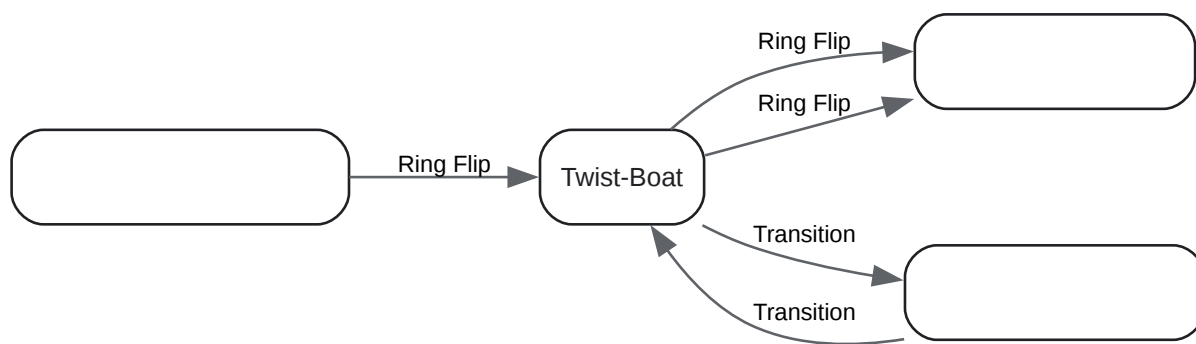 Ring Flip
Ring Flip
Ring Flip
Twist-Boat
Transition
Transition